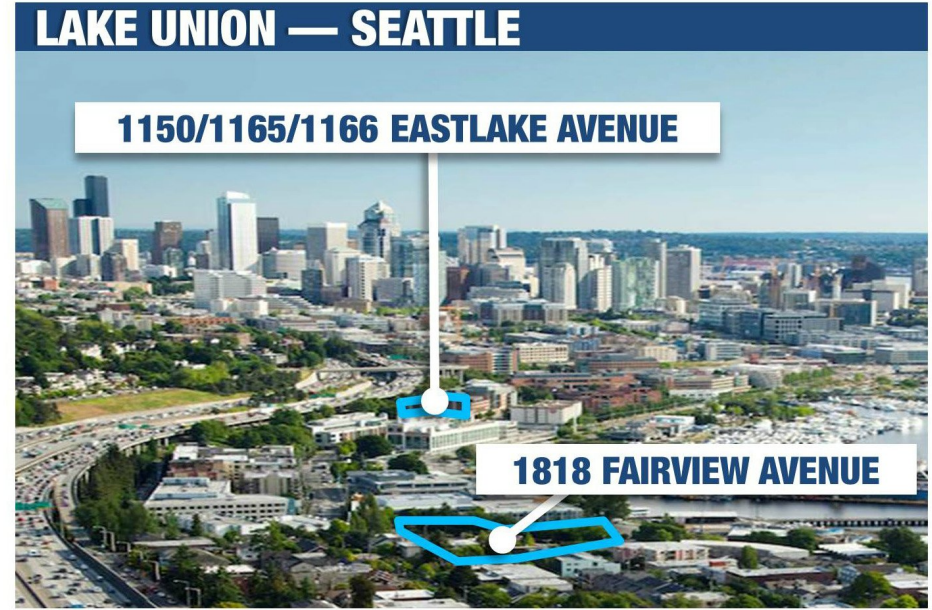 LAKE UNION — SEATTLE
1150/1165/1166 EASTLAKE AVENUE
1818 FAIRVIEW AVENUE